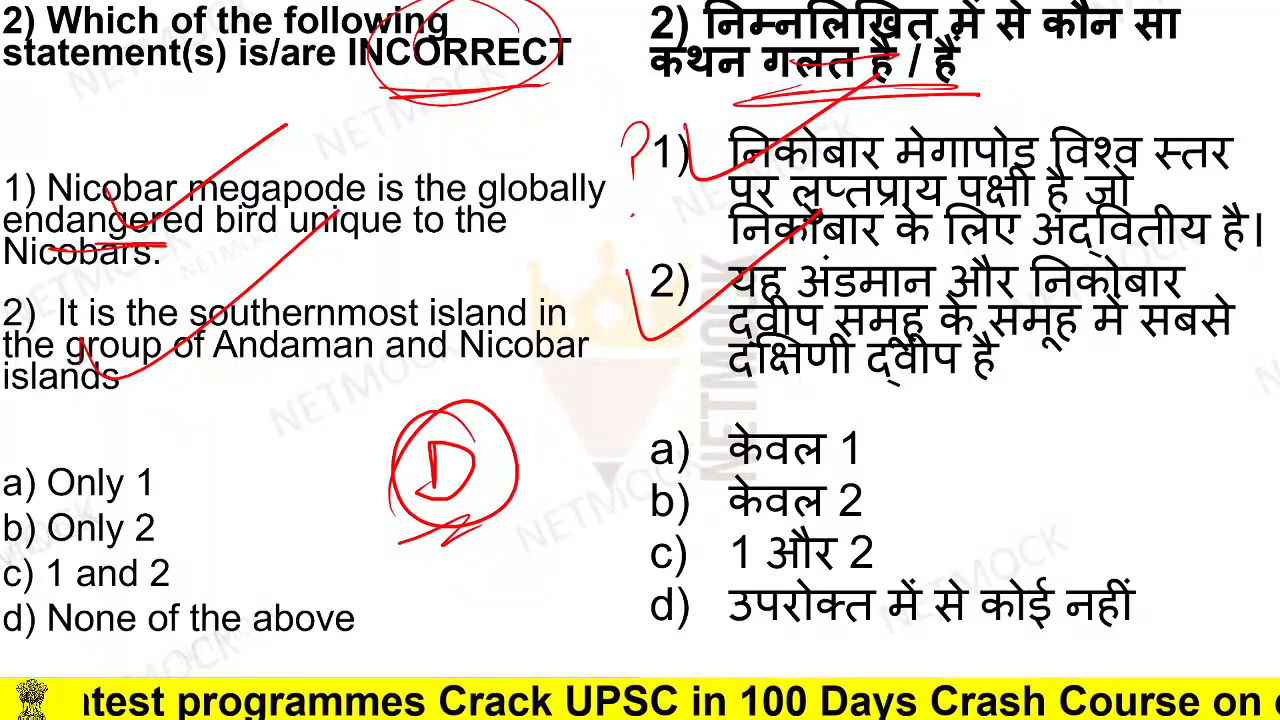 2) Which of the following
statement(s) is/are INCORRECT
1) Nicobar megapode is the globally
endangered bird unique to the
Nicobars.
2) It is the southernmost island in
the group of Andaman and Nicobar
islands
a) Only 1
b) Only 2
c) 1 and 2
d) None of the above
D
2) निम्नलिखित में से कौन सा
कथन गलत है / हैं
?
1) निकोबार मेगापोड विश्व स्तर
पर लुप्तप्राय पक्षी है जो
निकोबार के लिए अद्वितीय है।
2) यह अंडमान और निकोबार
द्वीप समूह के समूह में सबसे
दक्षिणी द्वीप है
a) केवल 1
b) केवल 2
c) 1 और 2
d) उपरोक्त में से कोई नहीं
NETMOCK
atest programmes Crack UPSC in 100 Days Crash Course on